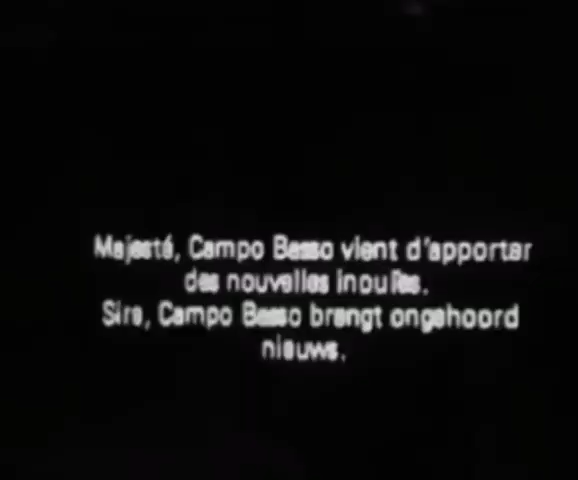 Majesté, Campo Basso vient d'apporter
des nouvelles inouïes.
Sire, Campo Basso brengt ongehoord
nieuws.